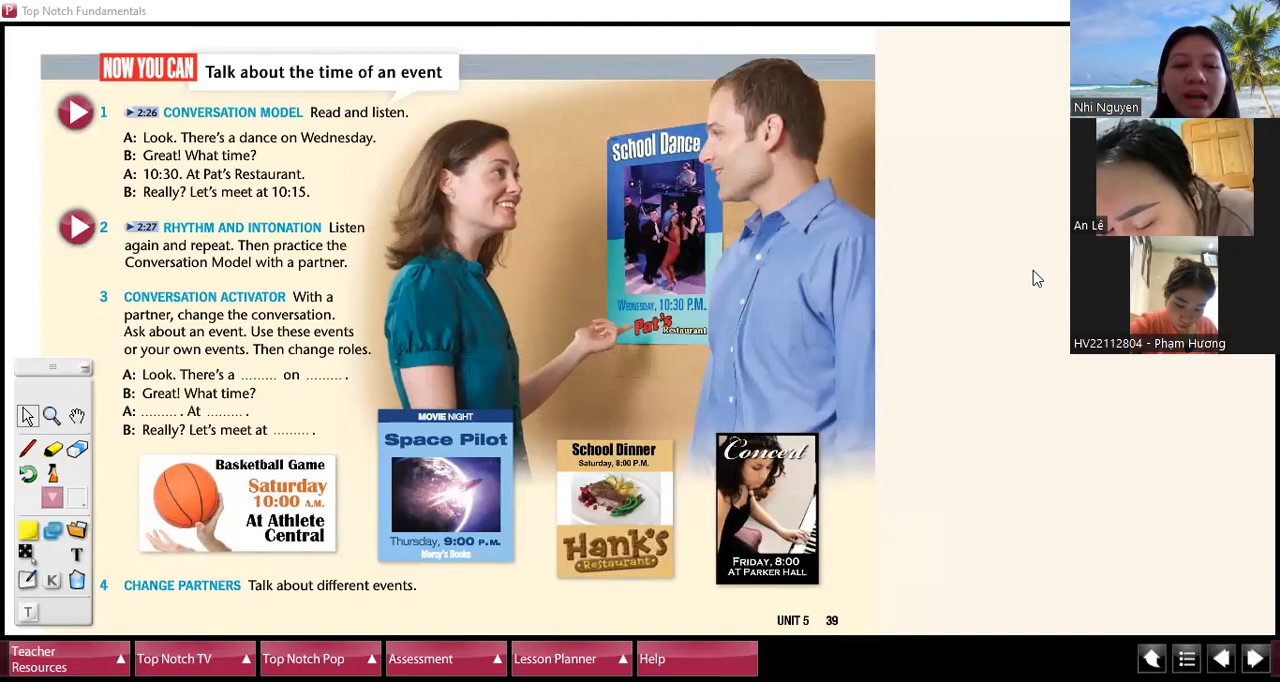 Top Notch Fundamentals
NOW YOU CAN Talk about the time of an event
1 2:26 CONVERSATION MODEL Read and listen.
A: Look. There's a dance on Wednesday.
B: Great! What time?
A: 10:30. At Pat's Restaurant.
B: Really? Let's meet at 10:15.
2 2:27 RHYTHM AND INTONATION Listen
again and repeat. Then practice the
Conversation Model with a partner.
3 CONVERSATION ACTIVATOR With a
partner, change the conversation.
Ask about an event. Use these events
or your own events. Then change roles.
A: Look. There's a ......... on ......... .
B: Great! What time?
A: ......... . At ......... .
B: Really? Let's meet at ......... .
School Dance
WEDNESDAY, 10:30 P.M.
Pat's Restaurant
Basketball Game
Saturday
10:00 A.M.
At Athlete
Central
MOVIE NIGHT
Space Pilot
Thursday, 9:00 P.M.
Mercy's Books
School Dinner
Saturday, 8:00 P.M.
Hank's
Restaurant
Concert
FRIDAY, 8:00
AT PARKER HALL
4 CHANGE PARTNERS Talk about different events.
UNIT 5 39
T
K
T
Nhi Nguyen
An Lê
HV22112804 - Phạm Hương
Teacher
Resources
Top Notch TV
Top Notch Pop
Assessment
Lesson Planner
Help